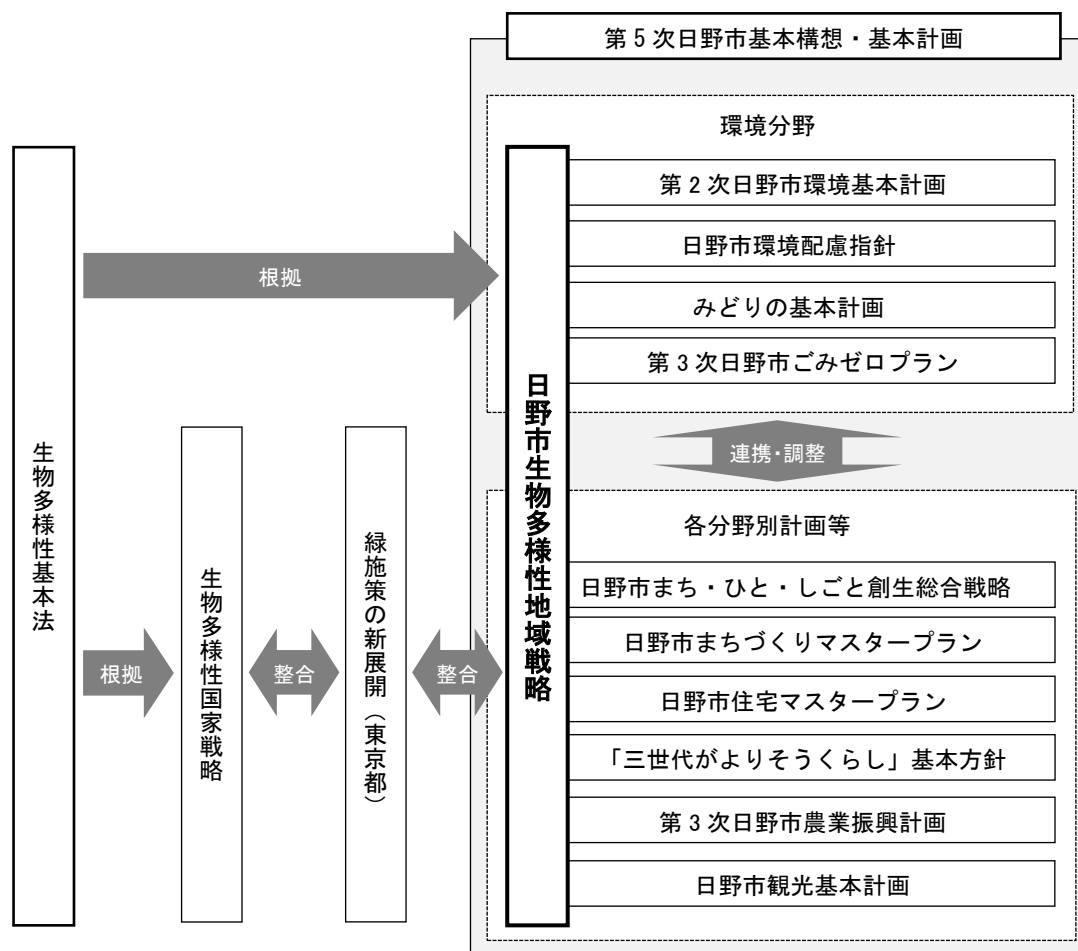 第5次日野市基本構想・基本計画
環境分野
第2次日野市環境基本計画
日野市環境配慮指針
みどりの基本計画
第3次日野市ごみゼロプラン
連携・調整
各分野別計画等
日野市まち・ひと・しごと創生総合戦略
日野市まちづくりマスタープラン
日野市住宅マスタープラン
「三世代がよりそうくらし」基本方針
第3次日野市農業振興計画
日野市観光基本計画
日野市生物多様性地域戦略
根拠
生物多様性基本法
根拠
生物多様性国家戦略
整合
緑施策の新展開（東京都）
整合